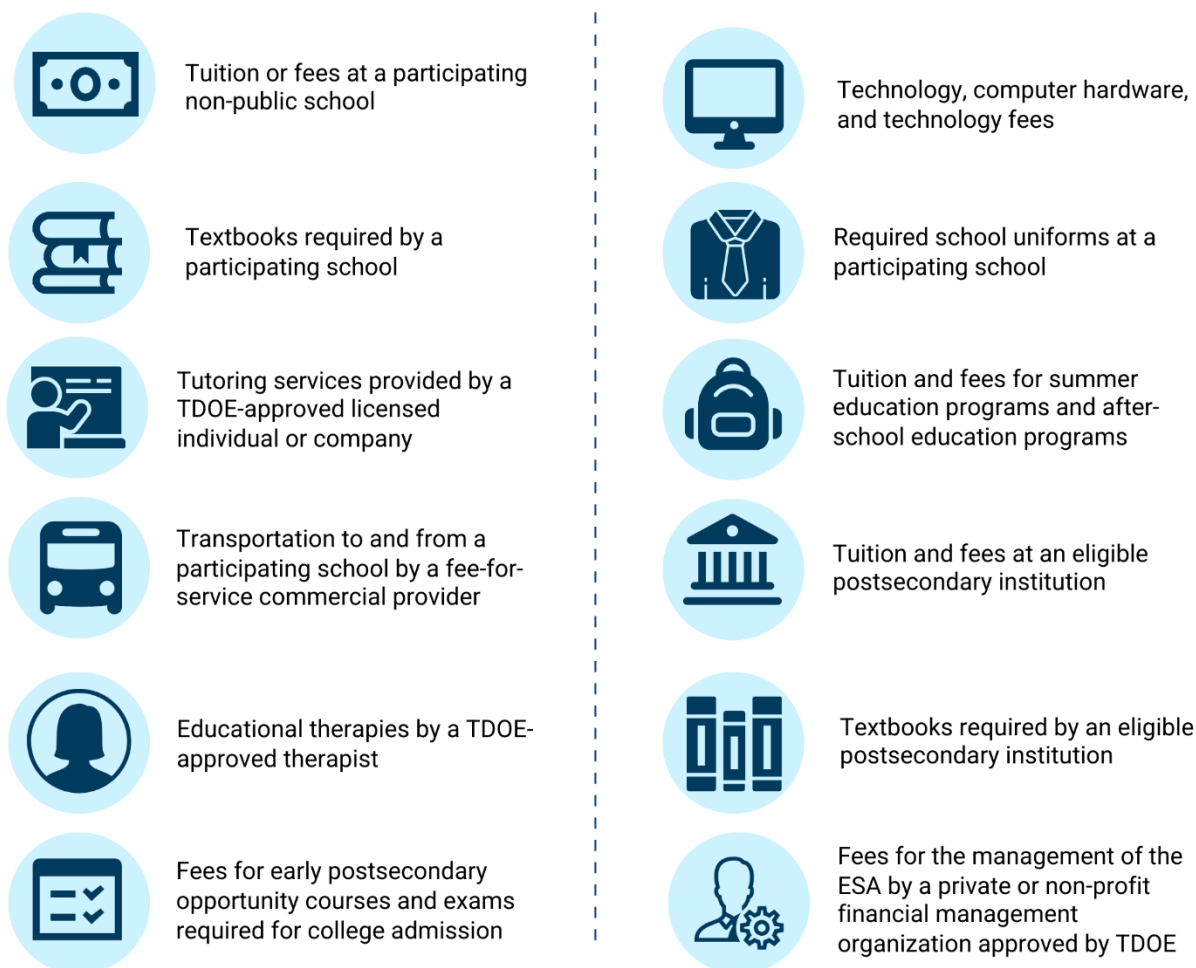 Tuition or fees at a participating
non-public school
Textbooks required by a
participating school
Tutoring services provided by a
TDOE-approved licensed
individual or company
Transportation to and from a
participating school by a fee-for-
service commercial provider
Educational therapies by a TDOE-
approved therapist
Fees for early postsecondary
opportunity courses and exams
required for college admission
Technology, computer hardware,
and technology fees
Required school uniforms at a
participating school
Tuition and fees for summer
education programs and after-
school education programs
Tuition and fees at an eligible
postsecondary institution
Textbooks required by an eligible
postsecondary institution
Fees for the management of the
ESA by a private or non-profit
financial management
organization approved by TDOE